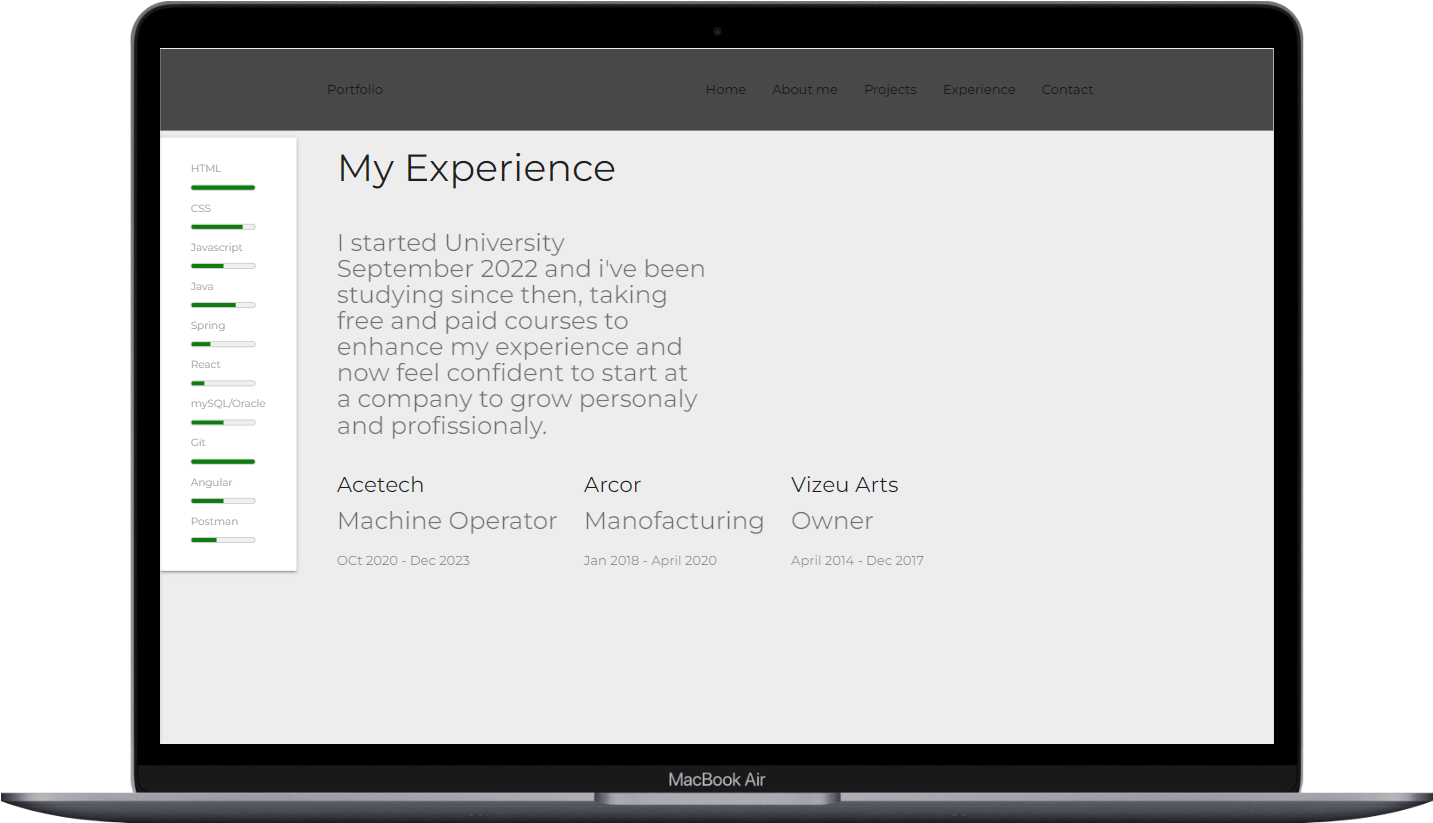 Portfolio
Home
About me
Projects
Experience
Contact
HTML
CSS
Javascript
Java
Spring
React
mySQL/Oracle
Git
Angular
Postman
My Experience
I started University
September 2022 and i've been
studying since then, taking
free and paid courses to
enhance my experience and
now feel confident to start at
a company to grow personaly
and profissionaly.
Acetech
Machine Operator
OCt 2020 - Dec 2023
Arcor
Manofacturing
Jan 2018 - April 2020
Vizeu Arts
Owner
April 2014 - Dec 2017
MacBook Air